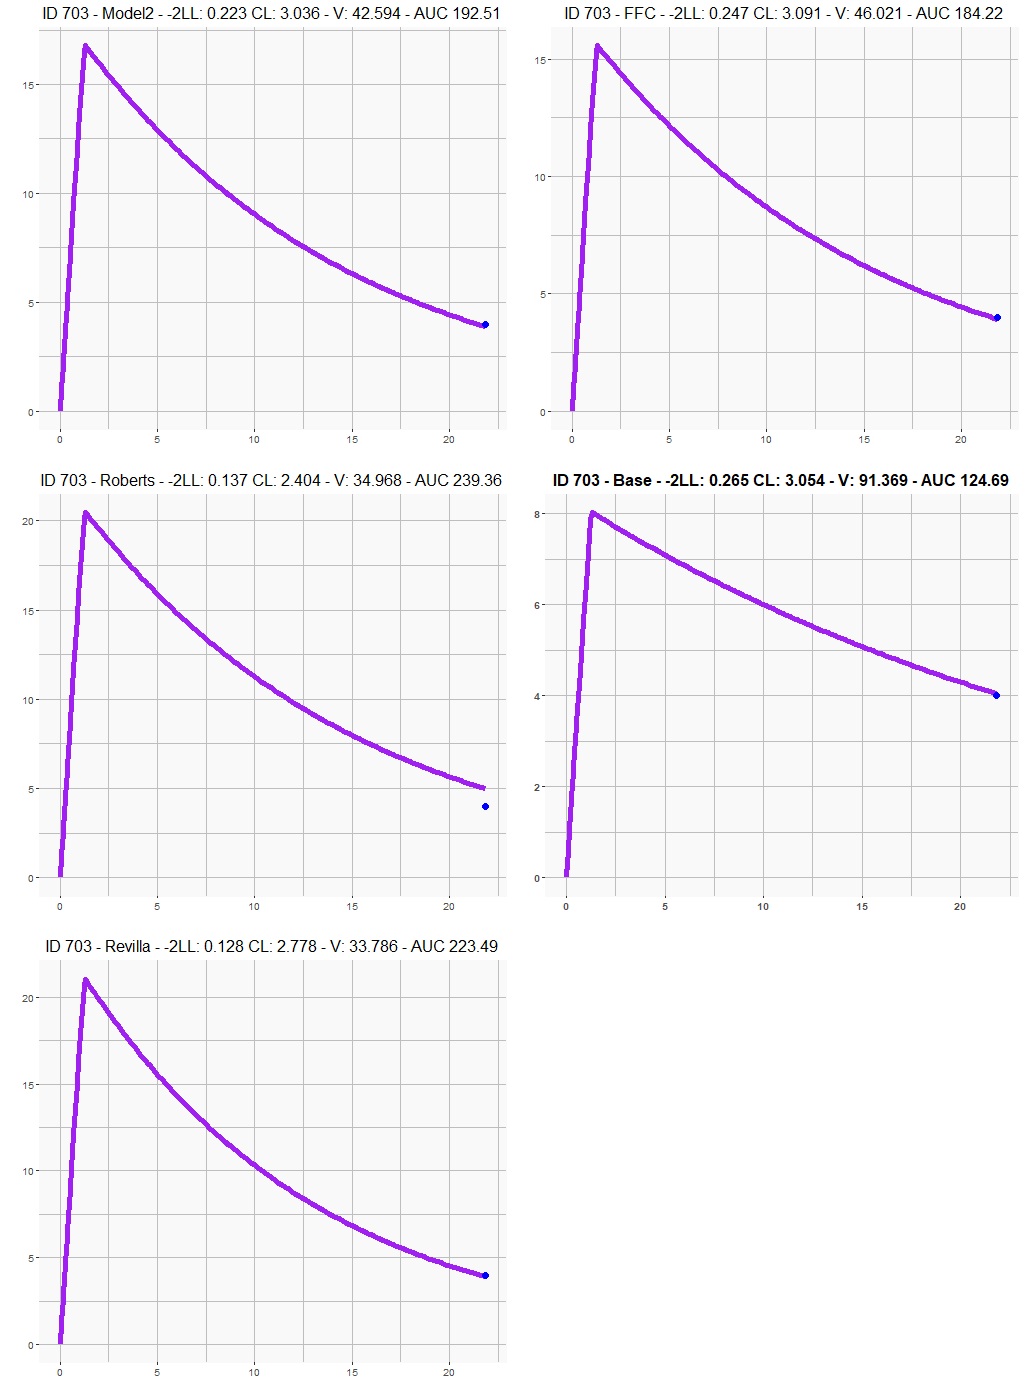 ID 703 - Model2 - -2LL: 0.223 CL: 3.036 - V: 42.594 - AUC 192.51
15
10
5
0
0 5 10 15 20
ID 703 - FFC - -2LL: 0.247 CL: 3.091 - V: 46.021 - AUC 184.22
15
10
5
0
0 5 10 15 20
ID 703 - Roberts - -2LL: 0.137 CL: 2.404 - V: 34.968 - AUC 239.36
20
15
10
5
0
0 5 10 15 20
ID 703 - Base - -2LL: 0.265 CL: 3.054 - V: 91.369 - AUC 124.69
8
6
4
2
0
0 5 10 15 20
ID 703 - Revilla - -2LL: 0.128 CL: 2.778 - V: 33.786 - AUC 223.49
20
15
10
5
0
0 5 10 15 20